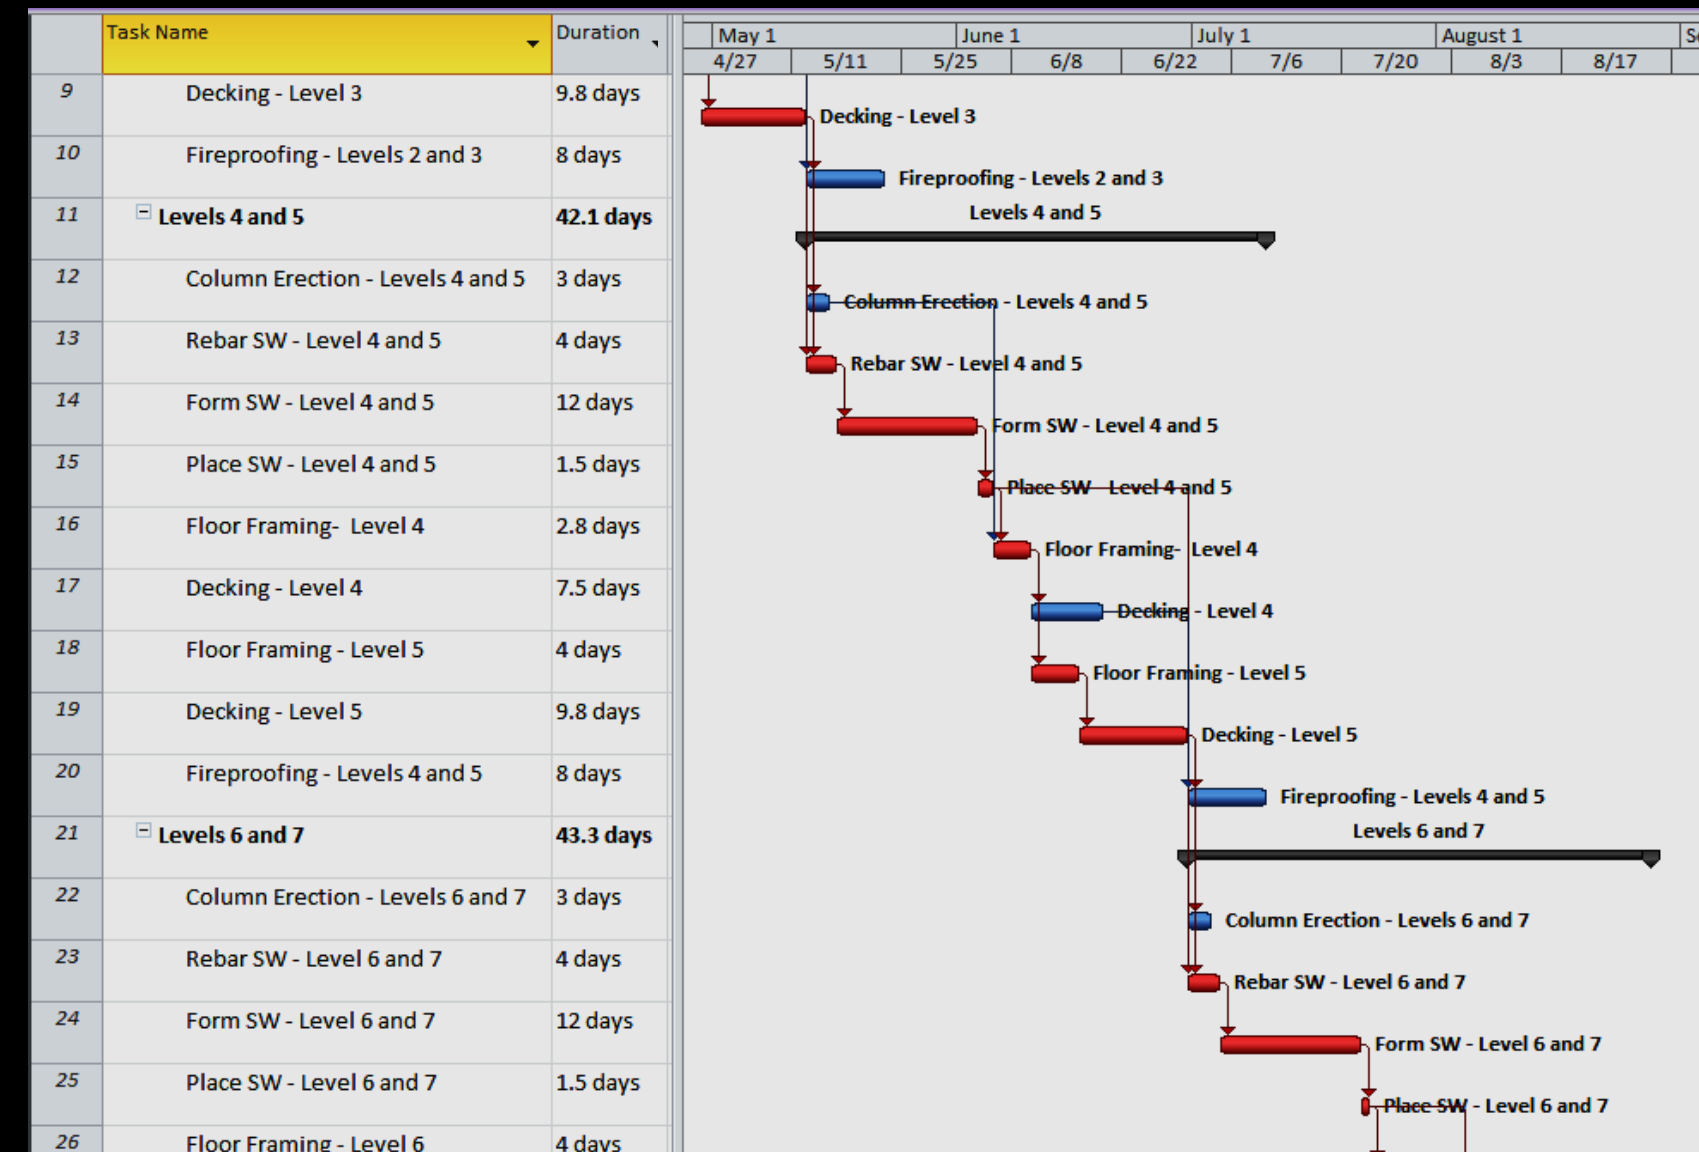 Task Name Duration May 1 June 1 July 1 August 1
4/27 5/11 5/25 6/8 6/22 7/6 7/20 8/3 8/17
9 Decking - Level 3 9.8 days Decking - Level 3
10 Fireproofing - Levels 2 and 3 8 days Fireproofing - Levels 2 and 3
11 Levels 4 and 5 42.1 days Levels 4 and 5
12 Column Erection - Levels 4 and 5 3 days Column Erection - Levels 4 and 5
13 Rebar SW - Level 4 and 5 4 days Rebar SW - Level 4 and 5
14 Form SW - Level 4 and 5 12 days Form SW - Level 4 and 5
15 Place SW - Level 4 and 5 1.5 days Place SW - Level 4 and 5
16 Floor Framing- Level 4 2.8 days Floor Framing- Level 4
17 Decking - Level 4 7.5 days Decking - Level 4
18 Floor Framing - Level 5 4 days Floor Framing - Level 5
19 Decking - Level 5 9.8 days Decking - Level 5
20 Fireproofing - Levels 4 and 5 8 days Fireproofing - Levels 4 and 5
21 Levels 6 and 7 43.3 days Levels 6 and 7
22 Column Erection - Levels 6 and 7 3 days Column Erection - Levels 6 and 7
23 Rebar SW - Level 6 and 7 4 days Rebar SW - Level 6 and 7
24 Form SW - Level 6 and 7 12 days Form SW - Level 6 and 7
25 Place SW - Level 6 and 7 1.5 days Place SW - Level 6 and 7
26 Floor Framing - Level 6 4 days